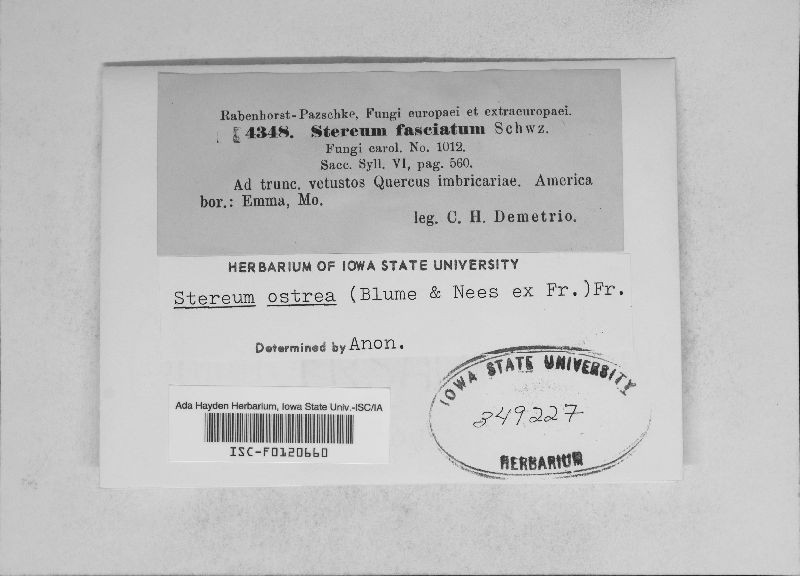 Rabenhorst-Pazschke, Fungi europaei et extraeuropaei.
4348. Stereum fasciatum Schwz.
Fungi carol. No. 1012.
Sacc. Syll. VI, pag. 560.
Ad trunc. vetustos Quercus imbricariae. America
bor.: Emma, Mo.
leg. C. H. Demetrio.
HERBARIUM OF IOWA STATE UNIVERSITY
Stereum ostrea (Blume & Nees ex Fr.)Fr.
Determined by Anon.
IOWA STATE UNIVERSITY
349227
HERBARIUM
Ada Hayden Herbarium, Iowa State Univ.-ISC/IA
ISC-F0120660